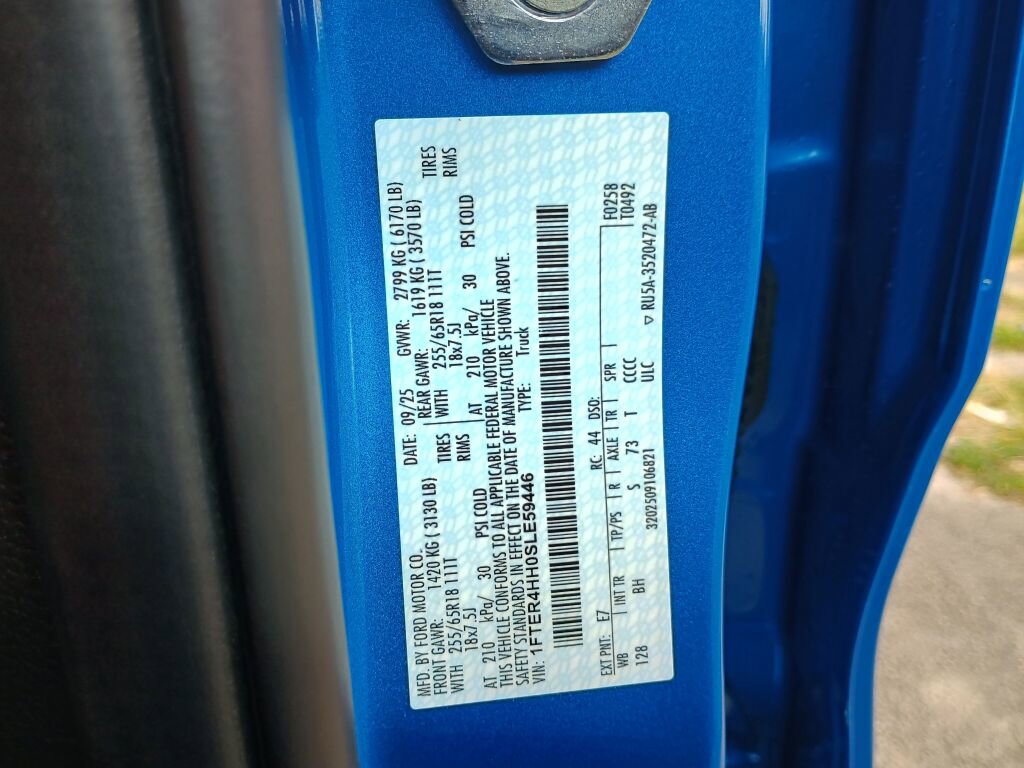 MFD. BY FORD MOTOR CO. DATE: 09/25 GVWR: 2799 KG ( 6170 LB)
FRONT GAWR: 1420 KG ( 3130 LB) REAR GAWR: 1619 KG ( 3570 LB)
WITH 255/65R18 111T TIRES WITH 255/65R18 111T TIRES
18x7.5J RIMS 18x7.5J RIMS
AT 210 kPa/ 30 PSI COLD AT 210 kPa/ 30 PSI COLD
THIS VEHICLE CONFORMS TO ALL APPLICABLE FEDERAL MOTOR VEHICLE
SAFETY STANDARDS IN EFFECT ON THE DATE OF MANUFACTURE SHOWN ABOVE.
VIN: 1FTER4HH0SLE59446 TYPE: Truck
EXT PNT: E7 RC: 44 DSO: F0258
WB INT TR TP/PS R AXLE TR SPR T0492
128 BH S 73 T CCCC
3202509106821 ULC ▽ RU5A-3520472-AB